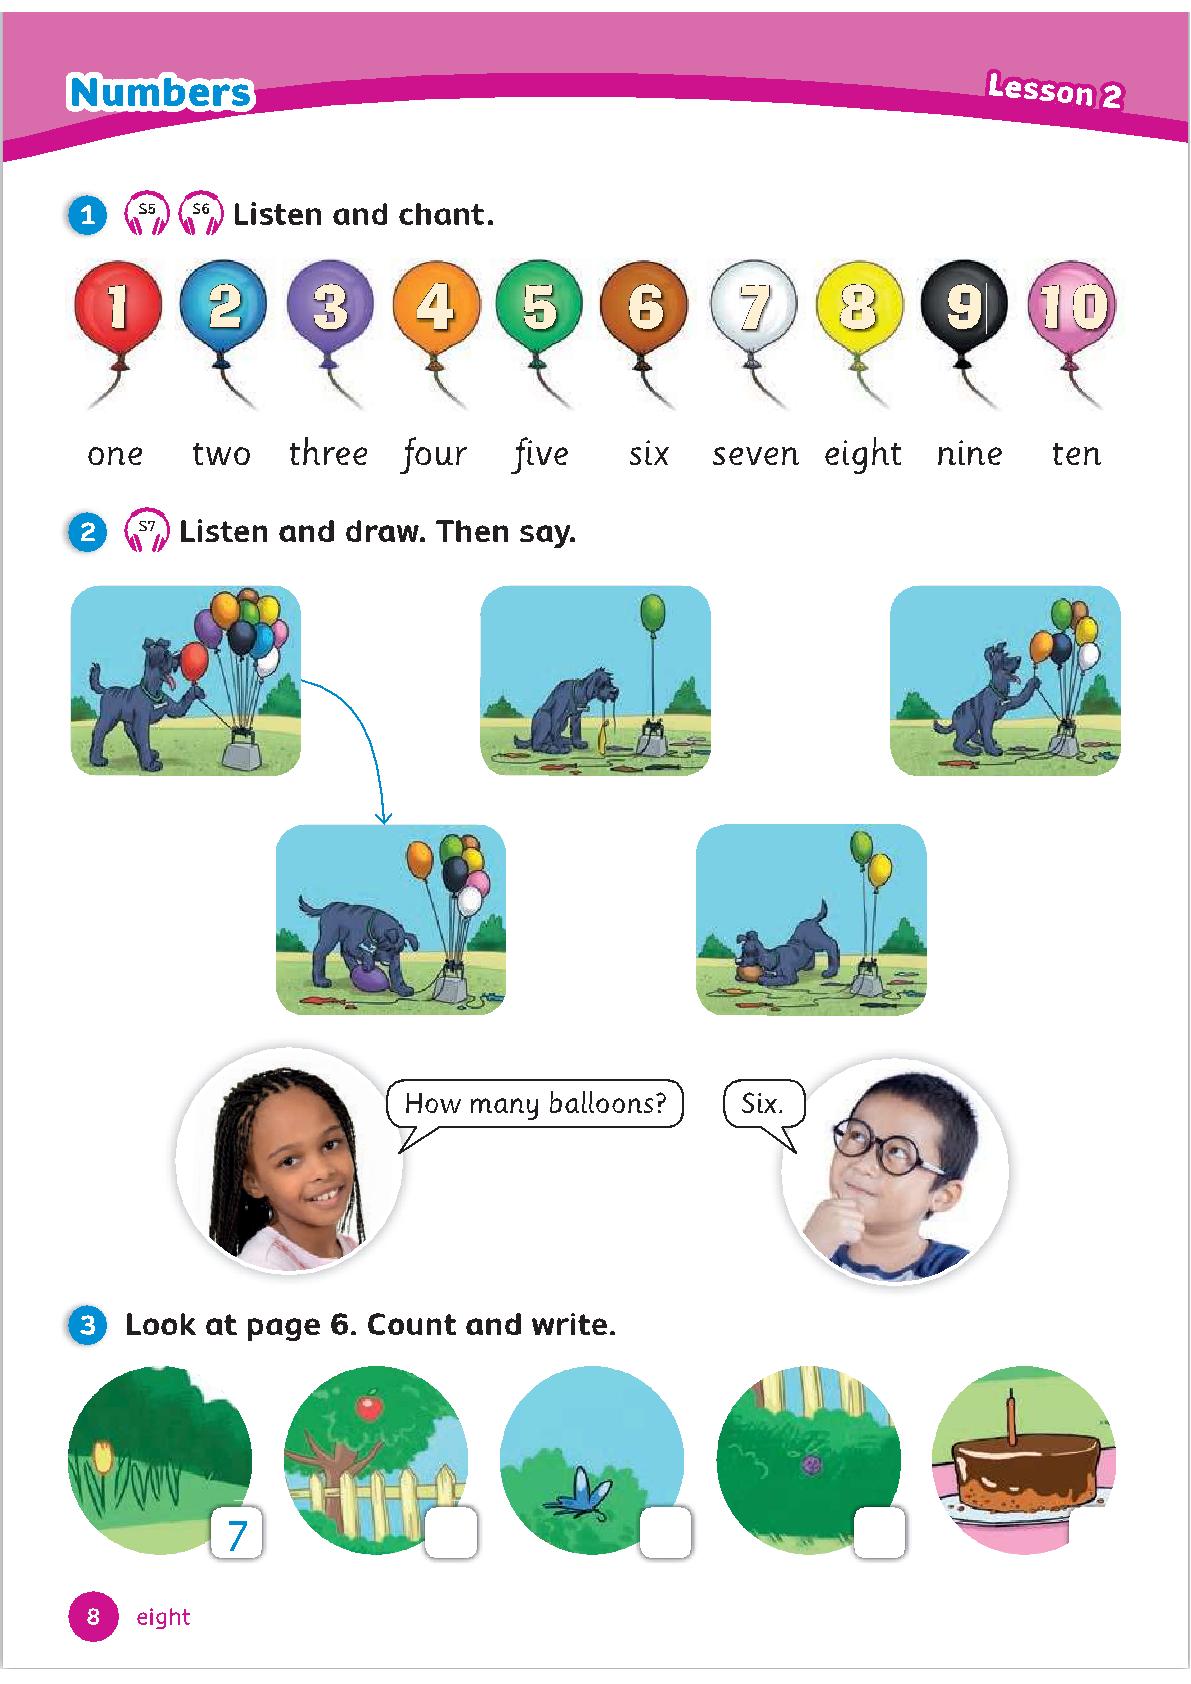 Numbers
Lesson 2
1 S5 S6 Listen and chant.
1 2 3 4 5 6 7 8 9 10
one two three four five six seven eight nine ten
2 S7 Listen and draw. Then say.
How many balloons? Six.
3 Look at page 6. Count and write.
7
8 eight